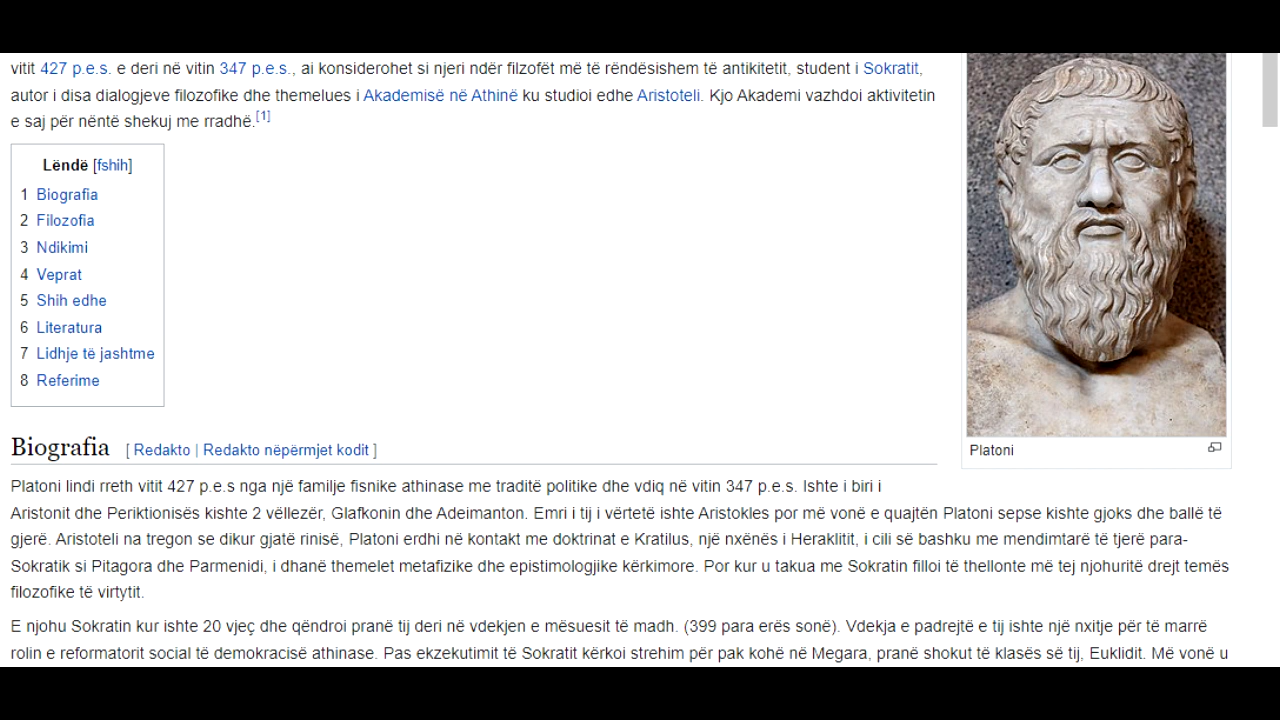 vitit 427 p.e.s. e deri në vitin 347 p.e.s., ai konsiderohet si njeri ndër filzofët më të rëndësishem të antikitetit, student i Sokratit,
autor i disa dialogjeve filozofike dhe themelues i Akademisë në Athinë ku studioi edhe Aristoteli. Kjo Akademi vazhdoi aktivitetin
e saj për nëntë shekuj me rradhë.[1]
Lëndë [fshih]
1 Biografia
2 Filozofia
3 Ndikimi
4 Veprat
5 Shih edhe
6 Literatura
7 Lidhje të jashtme
8 Referime
Platoni
Biografia [ Redakto | Redakto nëpërmjet kodit ]
Platoni lindi rreth vitit 427 p.e.s nga një familje fisnike athinase me traditë politike dhe vdiq në vitin 347 p.e.s. Ishte i biri i
Aristonit dhe Periktionisës kishte 2 vëllezër, Glafkonin dhe Adeimanton. Emri i tij i vërtetë ishte Aristokles por më vonë e quajtën Platoni sepse kishte gjoks dhe ballë të
gjerë. Aristoteli na tregon se dikur gjatë rinisë, Platoni erdhi në kontakt me doktrinat e Kratilus, një nxënës i Heraklitit, i cili së bashku me mendimtarë të tjerë para-
Sokratik si Pitagora dhe Parmenidi, i dhanë themelet metafizike dhe epistimologjike kërkimore. Por kur u takua me Sokratin filloi të thellonte më tej njohuritë drejt temës
filozofike të virtytit.
E njohu Sokratin kur ishte 20 vjeç dhe qëndroi pranë tij deri në vdekjen e mësuesit të madh. (399 para erës sonë). Vdekja e padrejtë e tij ishte një nxitje për të marrë
rolin e reformatorit social të demokracisë athinase. Pas ekzekutimit të Sokratit kërkoi strehim për pak kohë në Megara, pranë shokut të klasës së tij, Euklidit. Më vonë u